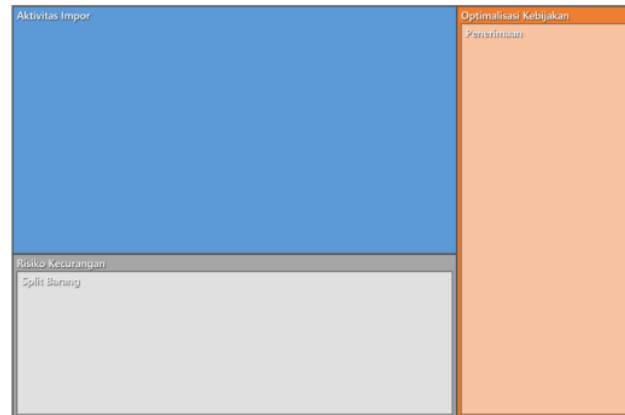 Aktivitas Impor
Optimalisasi Kebijakan
Penerimaan
Risiko Kecurangan
Split Barang